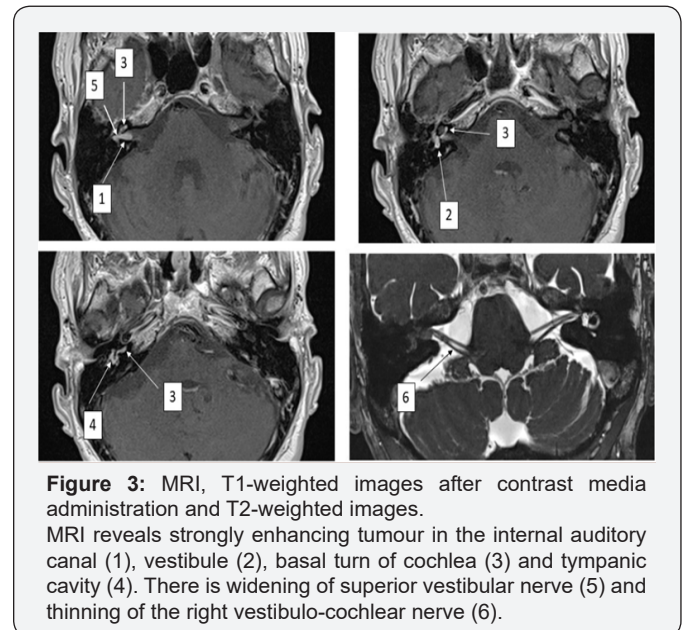 5
3
1
3
2
4
3
6
Figure 3: MRI, T1-weighted images after contrast media
administration and T2-weighted images.
MRI reveals strongly enhancing tumour in the internal auditory
canal (1), vestibule (2), basal turn of cochlea (3) and tympanic
cavity (4). There is widening of superior vestibular nerve (5) and
thinning of the right vestibulo-cochlear nerve (6).